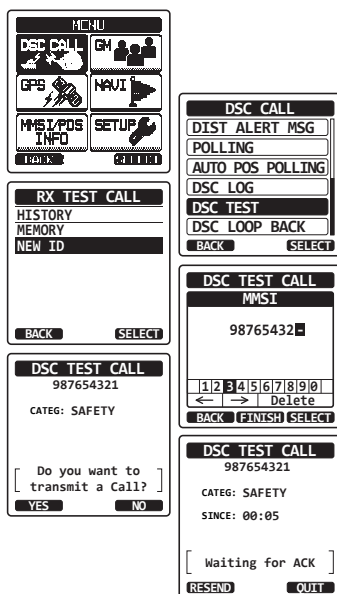 MENU
DSC CALL
GM
GPS
NAVI
MMSI/POS INFO
SETUP
BACK
SELECT
DSC CALL
DIST ALERT MSG
POLLING
AUTO POS POLLING
DSC LOG
DSC TEST
DSC LOOP BACK
BACK SELECT
RX TEST CALL
HISTORY
MEMORY
NEW ID
BACK SELECT
DSC TEST CALL
MMSI
98765432-
1 2 3 4 5 6 7 8 9 0
← → Delete
BACK FINISH SELECT
DSC TEST CALL
987654321
CATEG: SAFETY
Do you want to
transmit a Call?
YES NO
DSC TEST CALL
987654321
CATEG: SAFETY
SINCE: 00:05
Waiting for ACK
RESEND QUIT